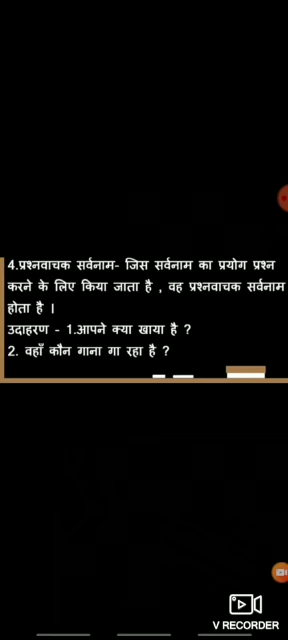 4.प्रश्नवाचक सर्वनाम- जिस सर्वनाम का प्रयोग प्रश्न
करने के लिए किया जाता है , वह प्रश्नवाचक सर्वनाम
होता है ।
उदाहरण - 1.आपने क्या खाया है ?
2. वहाँ कौन गाना गा रहा है ?
V RECORDER